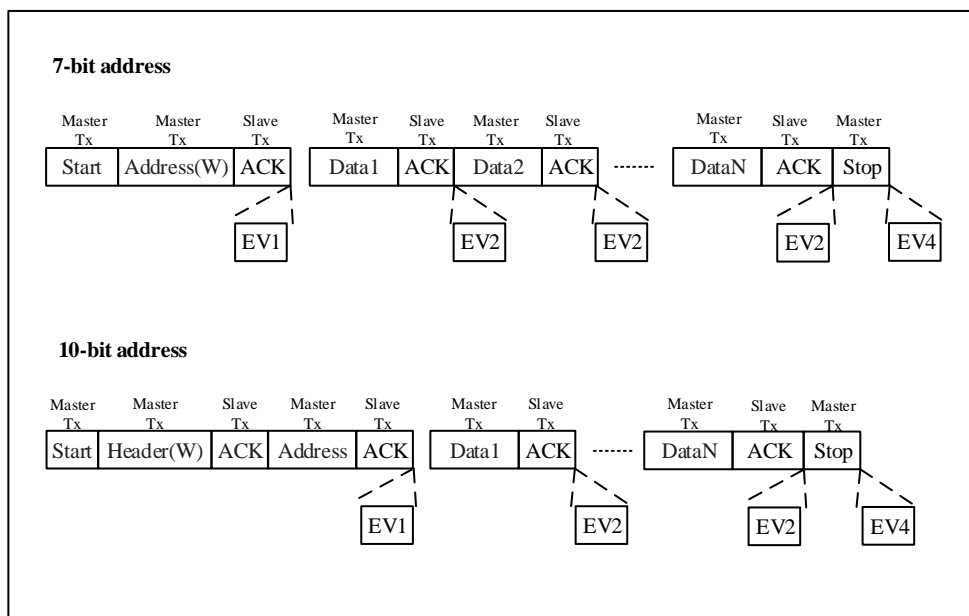 7-bit address
Master Tx Master Tx Slave Tx Master Tx Slave Tx Master Tx Slave Tx Master Tx Slave Tx Master Tx
Start Address(W) ACK Data1 ACK Data2 ACK DataN ACK Stop
EV1 EV2 EV2 EV2 EV4
10-bit address
Master Tx Master Tx Slave Tx Master Tx Slave Tx Master Tx Slave Tx Master Tx Slave Tx Master Tx
Start Header(W) ACK Address ACK Data1 ACK DataN ACK Stop
EV1 EV2 EV2 EV4